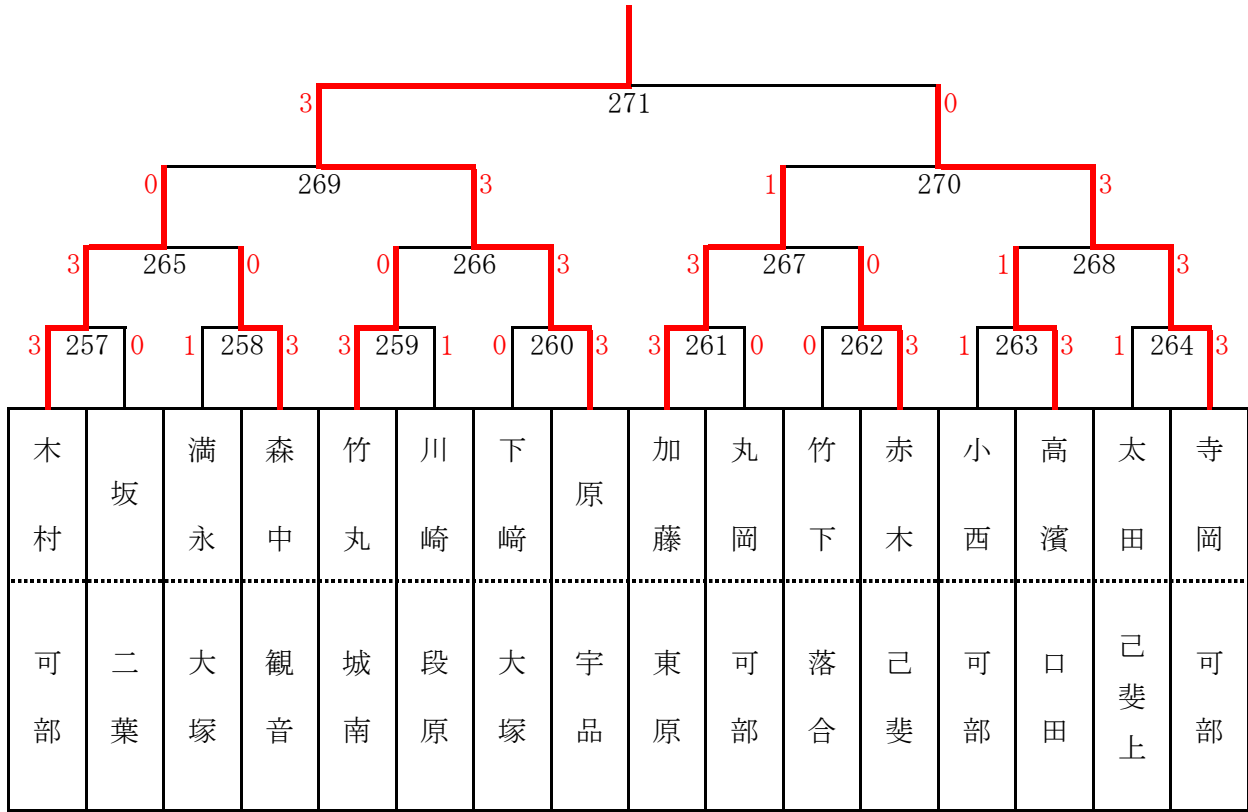 3 271 0
0 269 3 1 270 3
3 265 0 0 266 3 3 267 0 1 268 3
3 257 0 1 258 3 3 259 1 0 260 3 3 261 0 0 262 3 1 263 3 1 264 3
木村
坂
満永
森中
竹丸
川崎
下﨑
原
加藤
丸岡
竹下
赤木
小西
高濱
太田
寺岡
可部
二葉
大塚
観音
城南
段原
大塚
宇品
東原
可部
落合
己斐
可部
口田
己斐上
可部